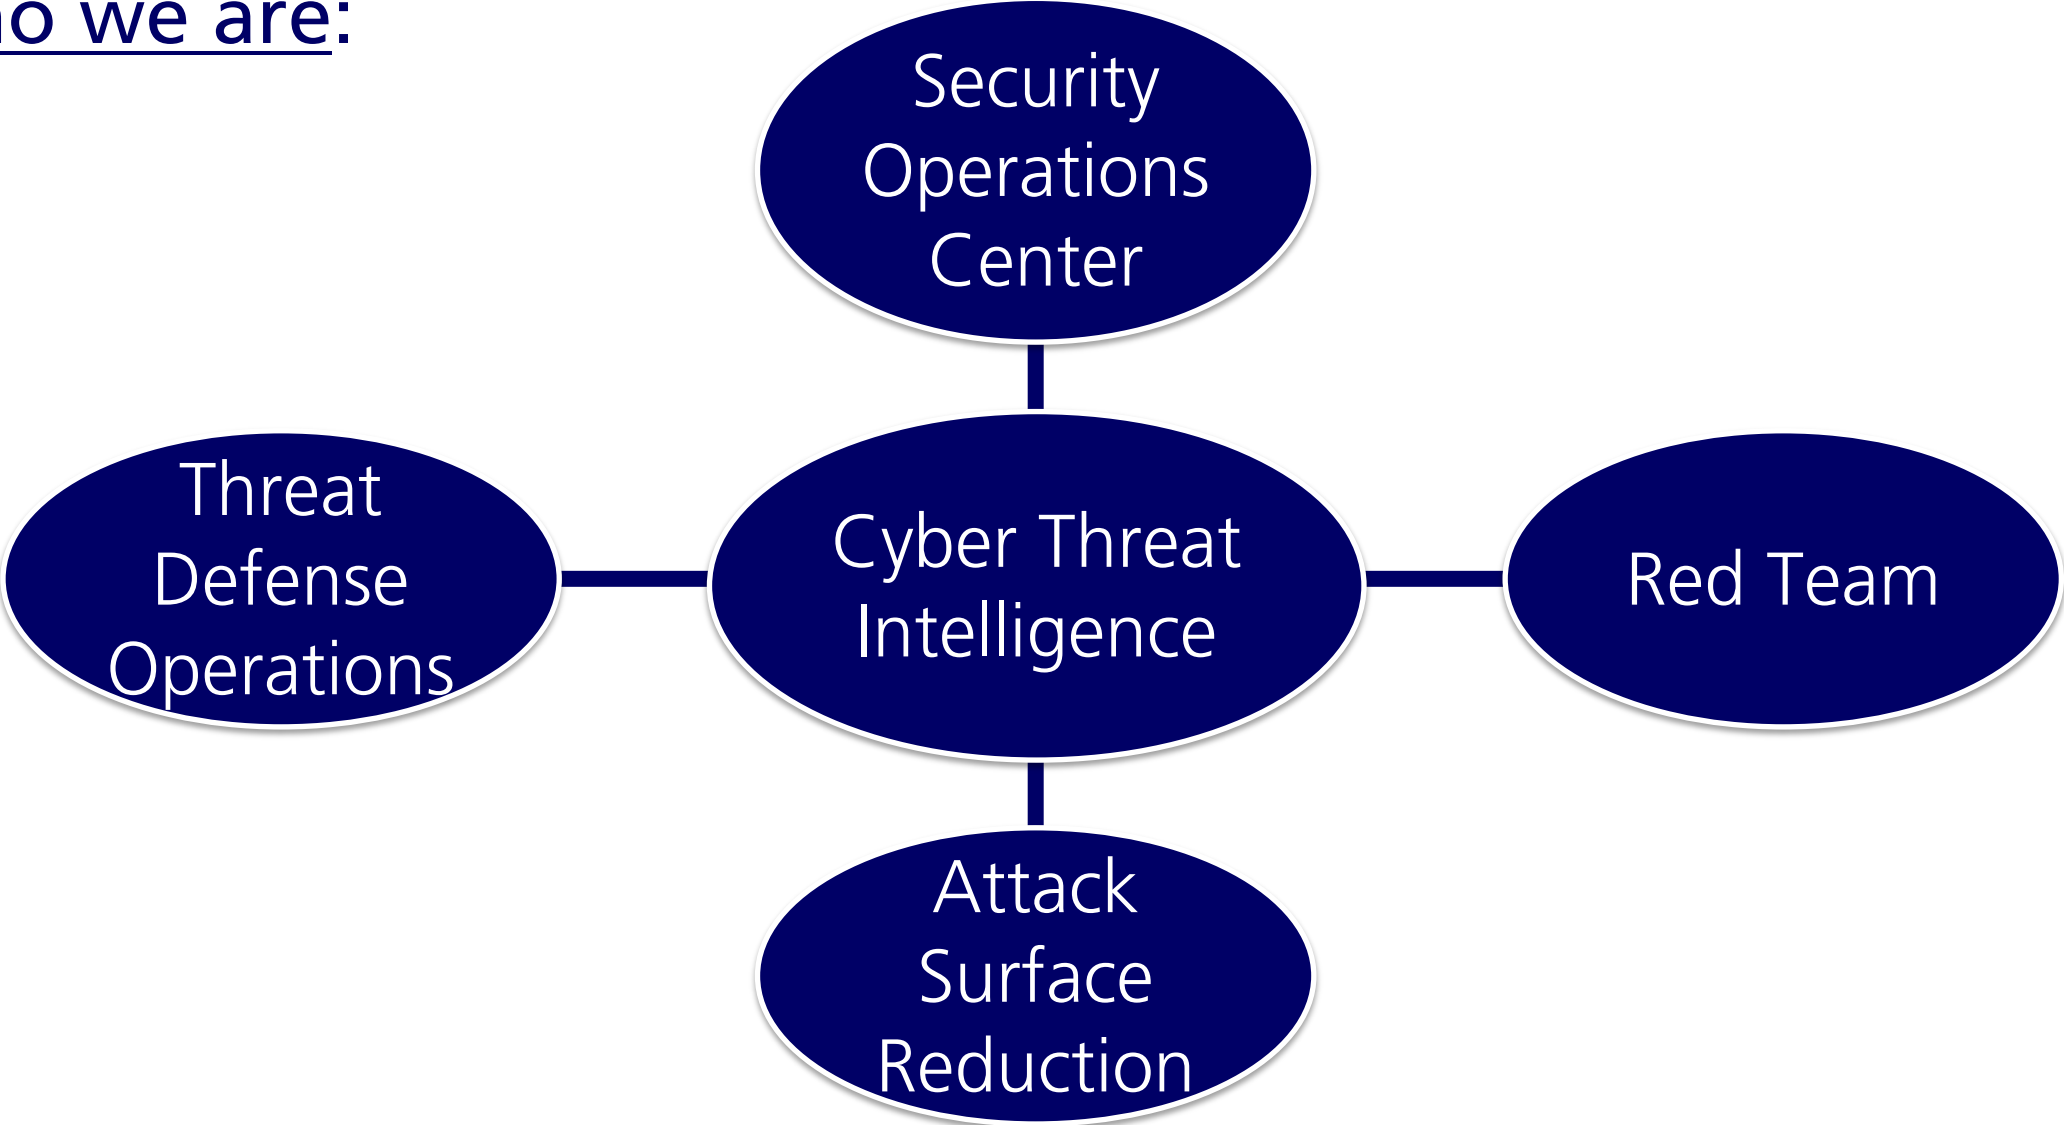 we are:
Security
Operations
Center
Threat
Defense
Operations
Cyber Threat
Intelligence
Red Team
Attack
Surface
Reduction